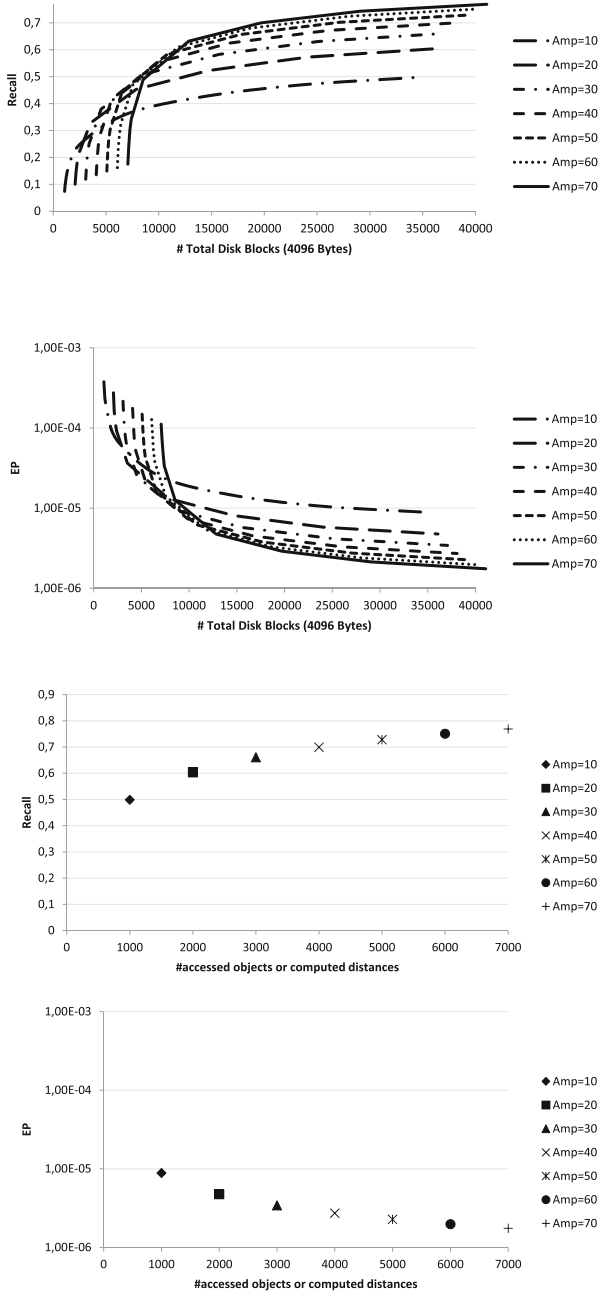 0,7
0,6
0,5
0,4
0,3
0,2
0,1
0
Recall
0 5000 10000 15000 20000 25000 30000 35000 40000
# Total Disk Blocks (4096 Bytes)
Amp=10
Amp=20
Amp=30
Amp=40
Amp=50
Amp=60
Amp=70
1,00E-03
1,00E-04
1,00E-05
1,00E-06
EP
0 5000 10000 15000 20000 25000 30000 35000 40000
# Total Disk Blocks (4096 Bytes)
Amp=10
Amp=20
Amp=30
Amp=40
Amp=50
Amp=60
Amp=70
0,9
0,8
0,7
0,6
0,5
0,4
0,3
0,2
0,1
0
Recall
0 1000 2000 3000 4000 5000 6000 7000
#accessed objects or computed distances
Amp=10
Amp=20
Amp=30
Amp=40
Amp=50
Amp=60
Amp=70
1,00E-03
1,00E-04
1,00E-05
1,00E-06
EP
0 1000 2000 3000 4000 5000 6000 7000
#accessed objects or computed distances
Amp=10
Amp=20
Amp=30
Amp=40
Amp=50
Amp=60
Amp=70